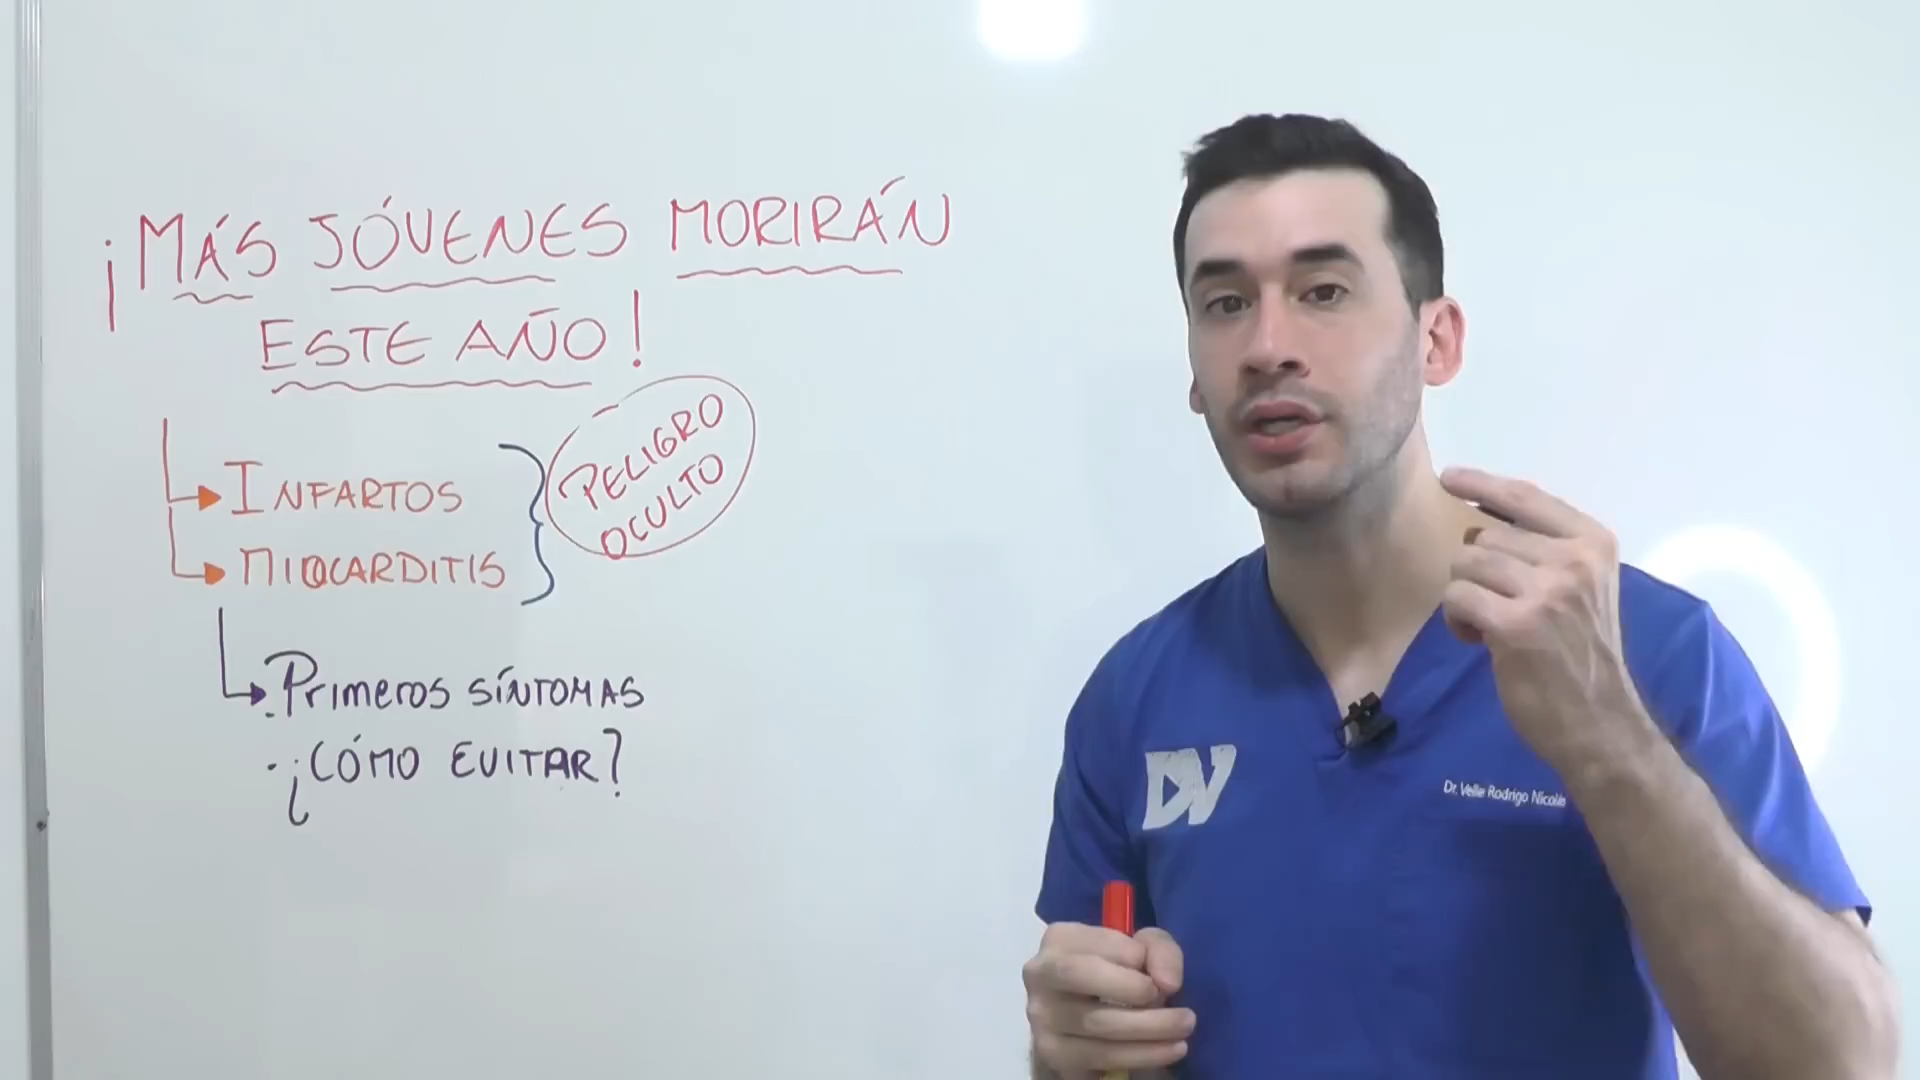 ¡MÁS JÓVENES MORIRÁN
ESTE AÑO!
INFARTOS
MIOCARDITIS
PELIGRO
OCULTO
Primeros SÍNTOMAS
¿CÓMO EVITAR?
DV
Dr. Velle Rodrigo Nicolás